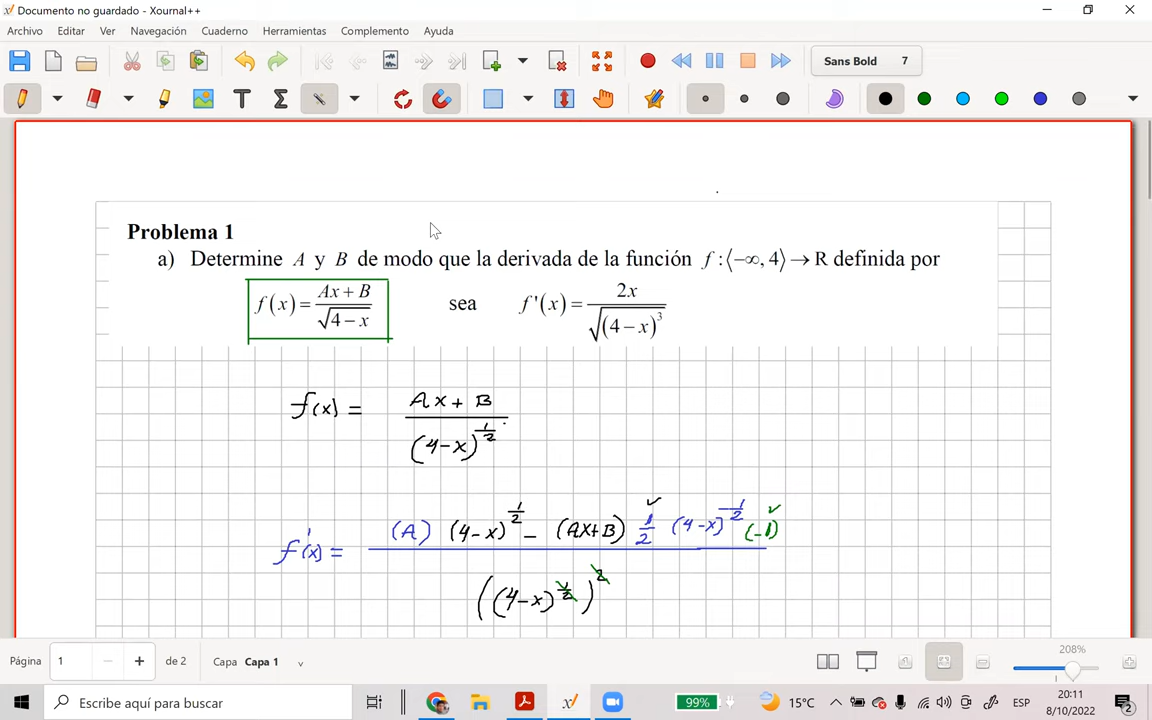 Documento no guardado - Xournal++
Archivo Editar Ver Navegación Cuaderno Herramientas Complemento Ayuda
Sans Bold 7
Problema 1
a) Determine A y B de modo que la derivada de la función f :⟨−∞, 4⟩ → R definida por
f(x) = (Ax + B)/√(4 − x) sea f '(x) = 2x/√((4 − x)^3)
f(x) = (Ax + B)/(4−x)^(1/2)
f'(x) = ((A) (4−x)^(1/2) − (Ax+B) 1/2 (4−x)^(−1/2) (−1))/((4−x)^(1/2))^2
Página 1 de 2 Capa Capa 1 208%
Escribe aquí para buscar 99% 15°C ESP 20:11
8/10/2022 2